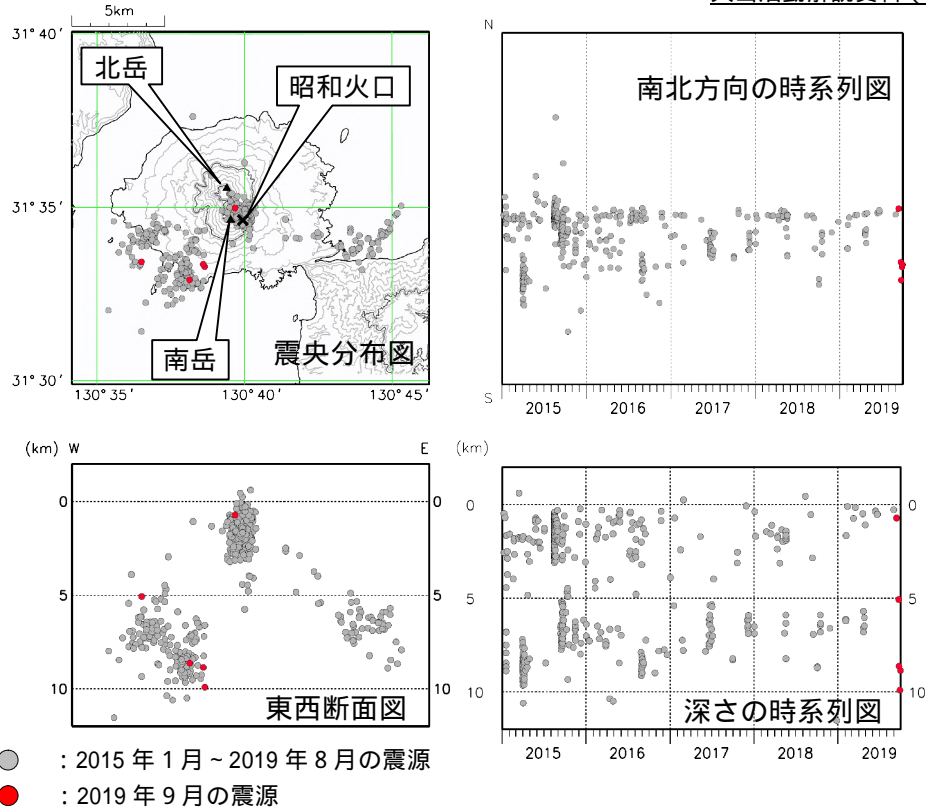 5km
31°40′
北岳
昭和火口
31°35′
南岳
震央分布図
31°30′
130°35′
130°40′
130°45′
N
南北方向の時系列図
S
2015
2016
2017
2018
2019
(km) W
E
0
0
5
5
10
10
東西断面図
(km)
0
0
5
5
10
10
深さの時系列図
2015
2016
2017
2018
2019
：2015 年 1 月~2019 年 8 月の震源
：2019 年 9 月の震源